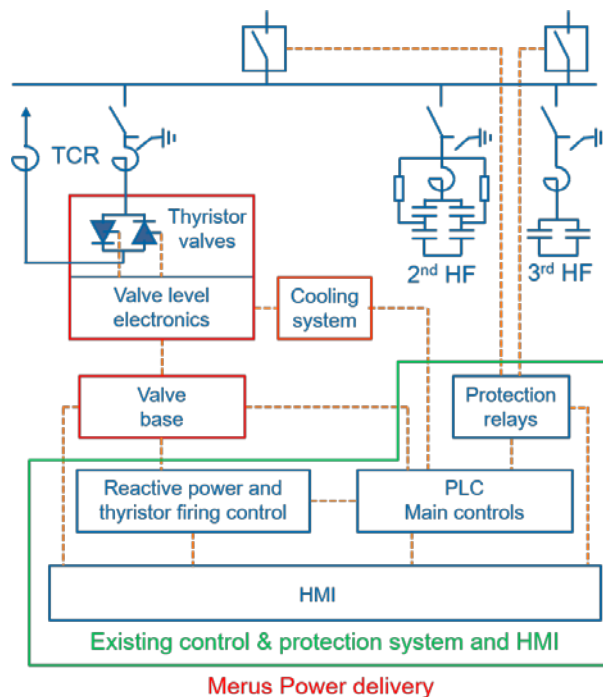 TCR
Thyristor
valves
2nd HF
3rd HF
Valve level
electronics
Cooling
system
Valve
base
Protection
relays
Reactive power and
thyristor firing control
PLC
Main controls
HMI
Existing control & protection system and HMI
Merus Power delivery